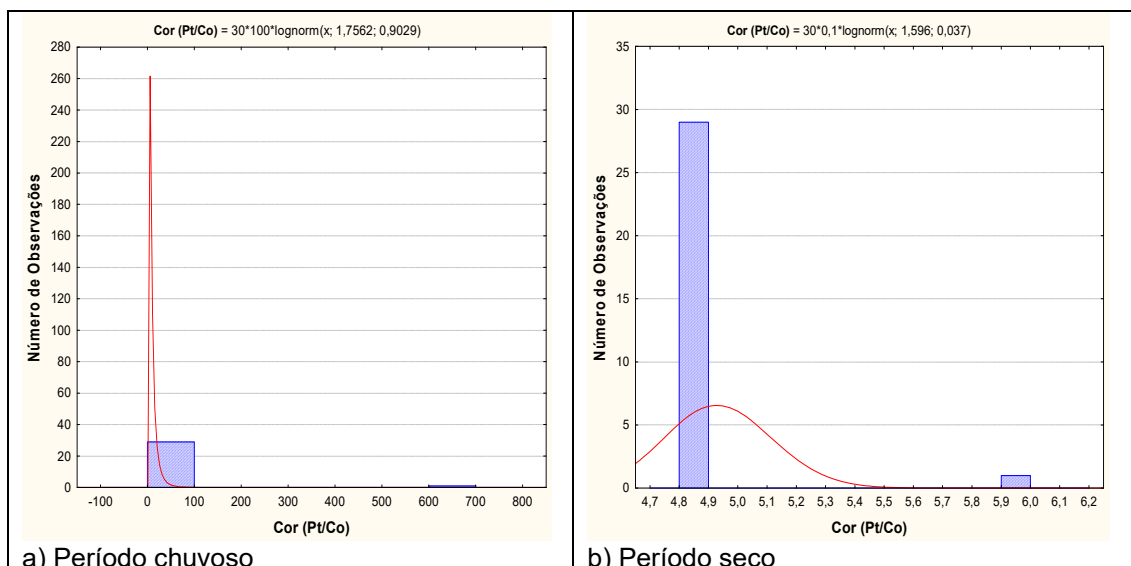 Cor (Pt/Co) = 30*100*lognorm(x; 1,7562; 0,9029)
280
260
240
220
200
180
160
140
120
100
80
60
40
20
0
Número de Observações
-100 0 100 200 300 400 500 600 700 800
Cor (Pt/Co)
a) Período chuvoso
Cor (Pt/Co) = 30*0,1*lognorm(x; 1,596; 0,037)
35
30
25
20
15
10
5
0
Número de Observações
4,7 4,8 4,9 5,0 5,1 5,2 5,3 5,4 5,5 5,6 5,7 5,8 5,9 6,0 6,1 6,2
Cor (Pt/Co)
b) Período seco